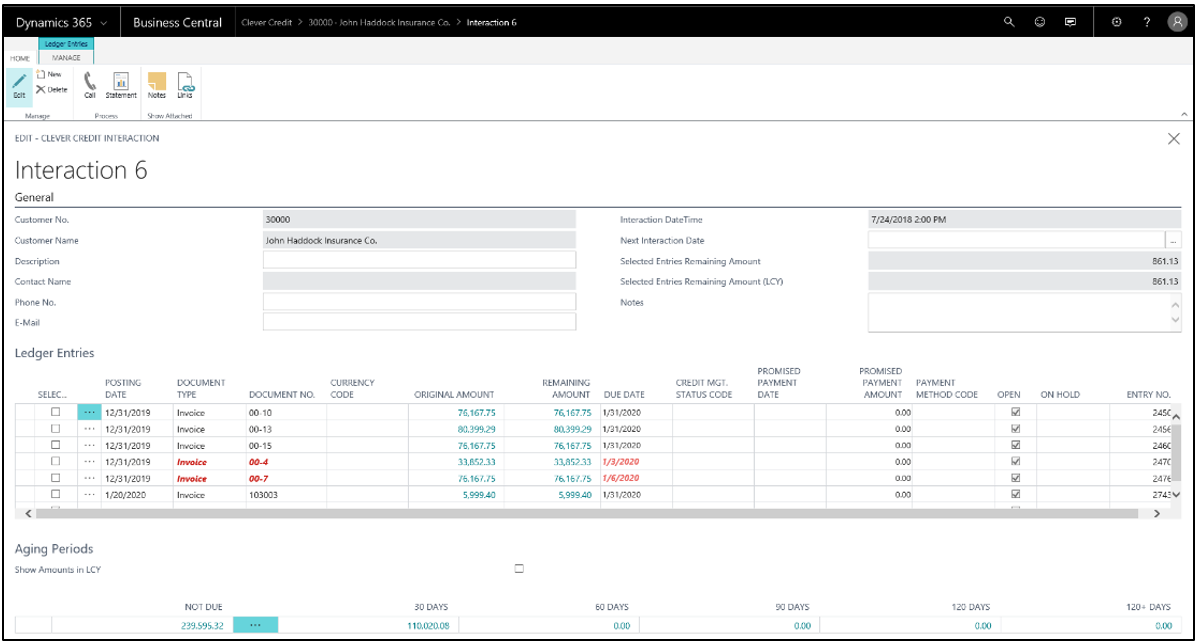 Dynamics 365 Business Central Clever Credit > 30000 - John Haddock Insurance Co. > Interaction 6 ?
Ledger Entries
HOME MANAGE
Edit New Delete Call Statement Notes Links
Manage Process Show Attached
EDIT - CLEVER CREDIT INTERACTION
Interaction 6
General
Customer No. 30000 Interaction DateTime 7/24/2018 2:00 PM
Customer Name John Haddock Insurance Co. Next Interaction Date ...
Description Selected Entries Remaining Amount 861.13
Contact Name Selected Entries Remaining Amount (LCY) 861.13
Phone No. Notes
E-Mail
Ledger Entries
SELEC... POSTING DATE DOCUMENT TYPE DOCUMENT NO. CURRENCY CODE ORIGINAL AMOUNT REMAINING AMOUNT DUE DATE CREDIT MGT. STATUS CODE PROMISED PAYMENT DATE PROMISED PAYMENT AMOUNT PAYMENT METHOD CODE OPEN ON HOLD ENTRY NO.
... 12/31/2019 Invoice 00-10 76,167.75 76,167.75 1/31/2020 0.00 2450
... 12/31/2019 Invoice 00-13 80,399.29 80,399.29 1/31/2020 0.00 2456
... 12/31/2019 Invoice 00-15 76,167.75 76,167.75 1/31/2020 0.00 2460
... 12/31/2019 Invoice 00-4 33,852.33 33,852.33 1/3/2020 0.00 2470
... 12/31/2019 Invoice 00-7 76,167.75 76,167.75 1/6/2020 0.00 2476
... 1/20/2020 Invoice 103003 5,999.40 5,999.40 1/31/2020 0.00 2743
Aging Periods
Show Amounts in LCY
NOT DUE 30 DAYS 60 DAYS 90 DAYS 120 DAYS 120+ DAYS
239,595.32 ... 110,020.08 0.00 0.00 0.00 0.00